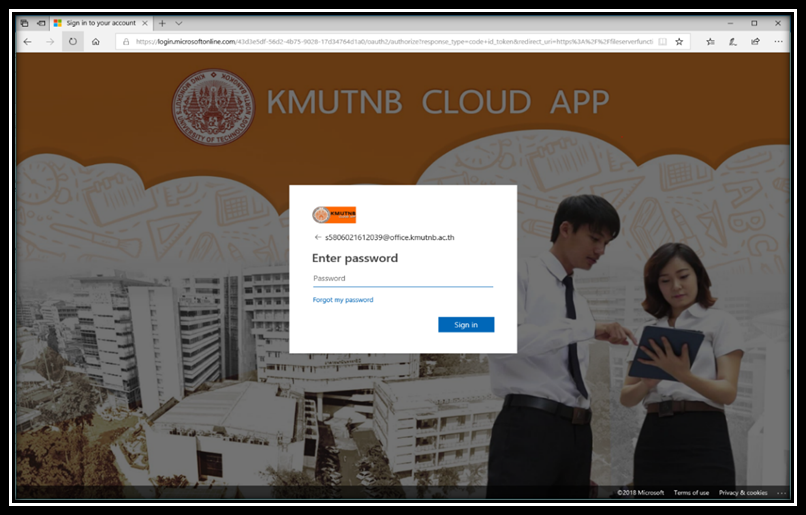 Sign in to your account
https://login.microsoftonline.com/43d3e5df-56d2-4b75-9028-17d34764d1a0/oauth2/authorize?response_type=code+id_token&redirect_uri=https%3A%2F%2Ffileserverfuncti
KMUTNB CLOUD APP
KMUTNB
s5806021612039@office.kmutnb.ac.th
Enter password
Password
Forgot my password
Sign in
ABC
©2018 Microsoft Terms of use Privacy & cookies